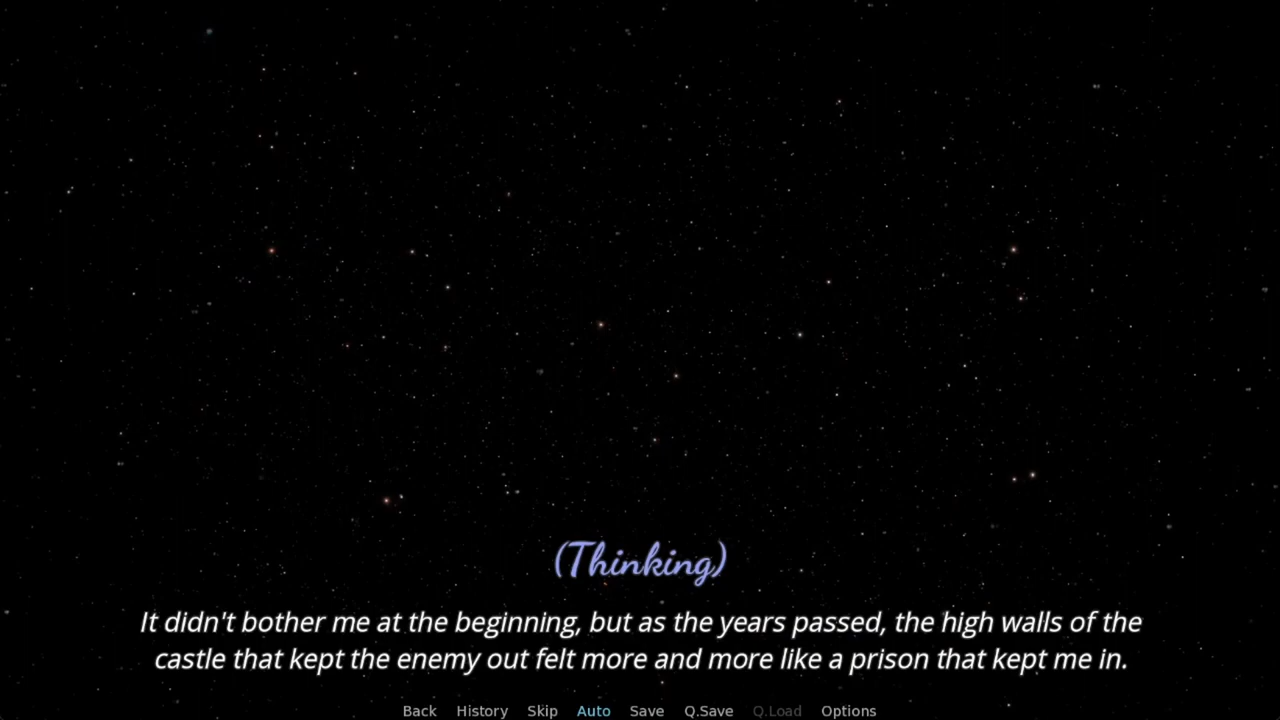 (Thinking)
It didn't bother me at the beginning, but as the years passed, the high walls of the
castle that kept the enemy out felt more and more like a prison that kept me in.
Back History Skip Auto Save Q.Save Q.Load Options